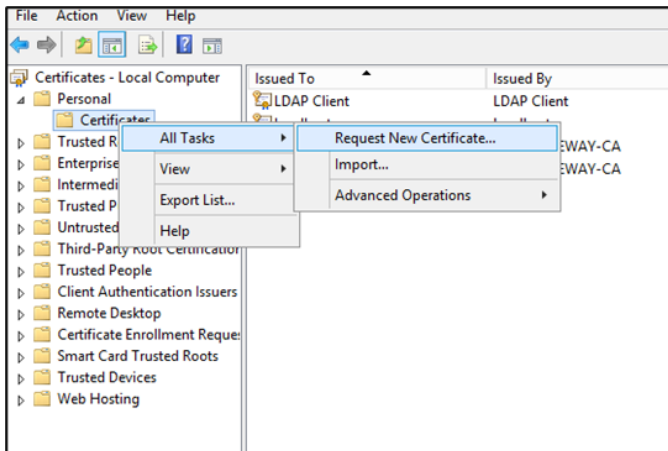 File Action View Help
Certificates - Local Computer
Issued To
Issued By
Personal
LDAP Client
LDAP Client
Certificates
All Tasks
Request New Certificate...
Trusted R
EWAY-CA
Enterprise
View
Import...
EWAY-CA
Intermedi
Export List...
Advanced Operations
Trusted P
Untrusted
Help
Third-Party Root Certification
Trusted People
Client Authentication Issuers
Remote Desktop
Certificate Enrollment Reques
Smart Card Trusted Roots
Trusted Devices
Web Hosting